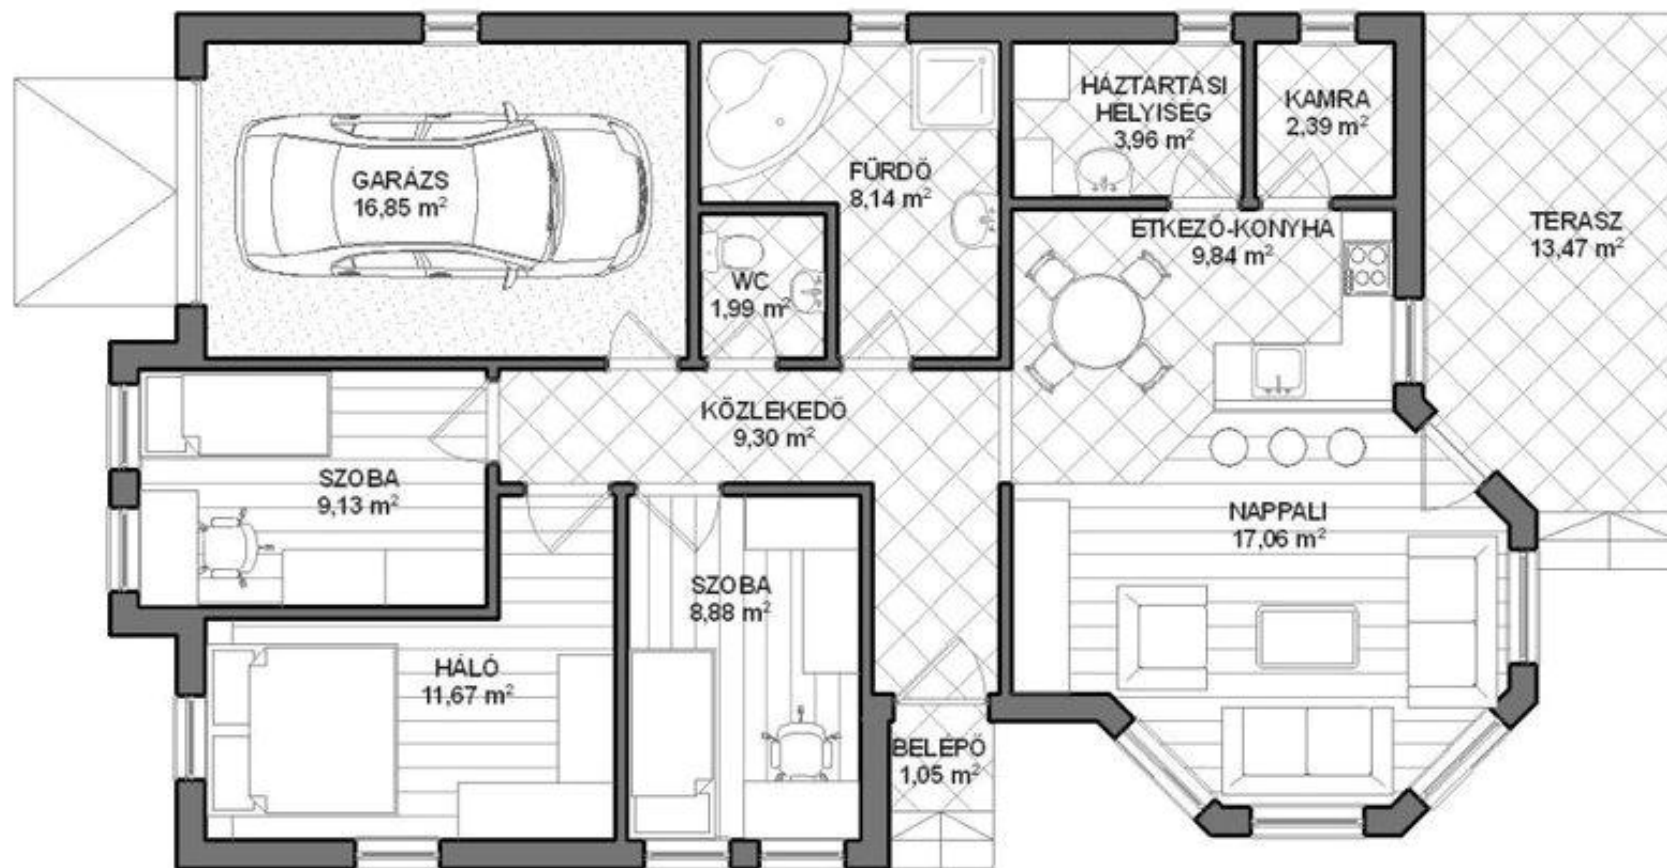 GARÁZS
16,85 m²
FÜRDŐ
8,14 m²
HÁZTARTÁSI
HELYISÉG
3,96 m²
KAMRA
2,39 m²
WC
1,99 m²
ÉTKEZŐ-KONYHA
9,84 m²
TERASZ
13,47 m²
KÖZLEKEDŐ
9,30 m²
SZOBA
9,13 m²
NAPPALI
17,06 m²
SZOBA
8,88 m²
HÁLÓ
11,67 m²
BELÉPŐ
1,05 m²